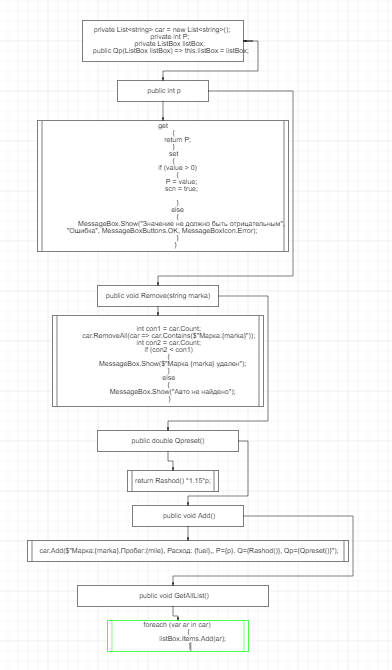 private List<string> car = new List<string>();
private int P;
private ListBox listBox;
public Qp(ListBox listBox) => this.listBox = listBox;
public int p
get
{
return P;
}
set
{
if (value > 0)
{
P = value;
scn = true;
}
else
{
MessageBox.Show("Значение не должно быть отрицательным",
"Ошибка", MessageBoxButtons.OK, MessageBoxIcon.Error);
}
}
public void Remove(string marka)
int con1 = car.Count;
car.RemoveAll(car => car.Contains($"Марка:{marka}"));
int con2 = car.Count;
if (con2 < con1)
{
MessageBox.Show($"Марка {marka} удален");
}
else
{
MessageBox.Show("Авто не найдено");
}
public double Qpreset()
return Rashod() *1.15*p;
public void Add()
car.Add($"Марка:{marka},Пробег:{mile}, Расход: {fuel},, P={p}. Q={Rashod()}, Qp={Qpreset()}");
public void GetAllList()
foreach (var ar in car)
{
listBox.Items.Add(ar);
}